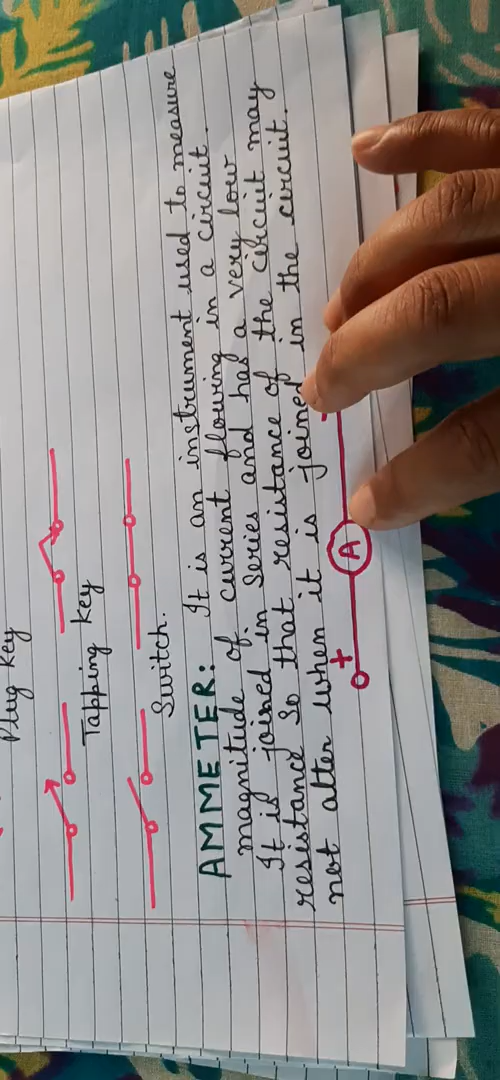 Plug Key
Tapping Key
Switch.
AMMETER: It is an instrument used to measure
magnitude of current flowing in a circuit.
It is joined in series and has a very low
resistance so that resistance of the circuit may
not alter when it is joined in the circuit.
+ A -